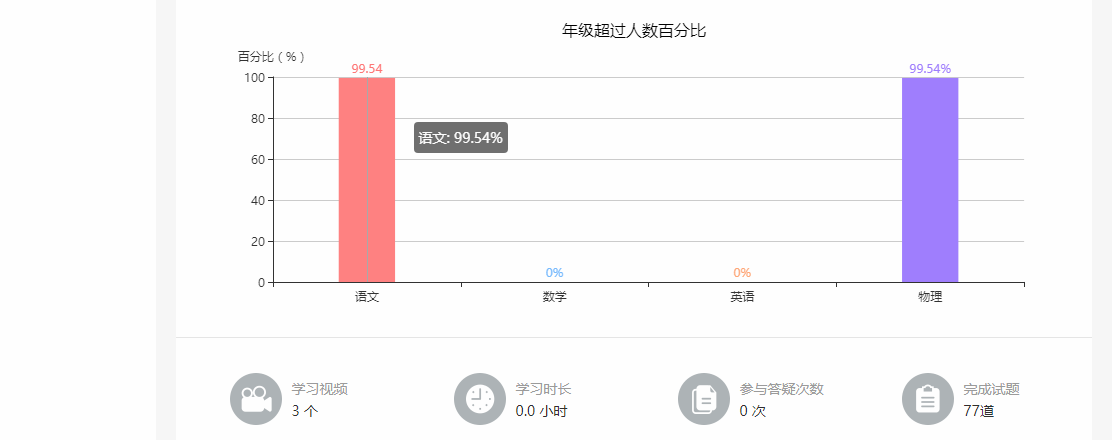 年级超过人数百分比
百分比（%）
99.54
99.54%
100
80
语文: 99.54%
60
40
20
0%
0%
0
语文
数学
英语
物理
学习视频
3 个
学习时长
0.0 小时
参与答疑次数
0 次
完成试题
77道